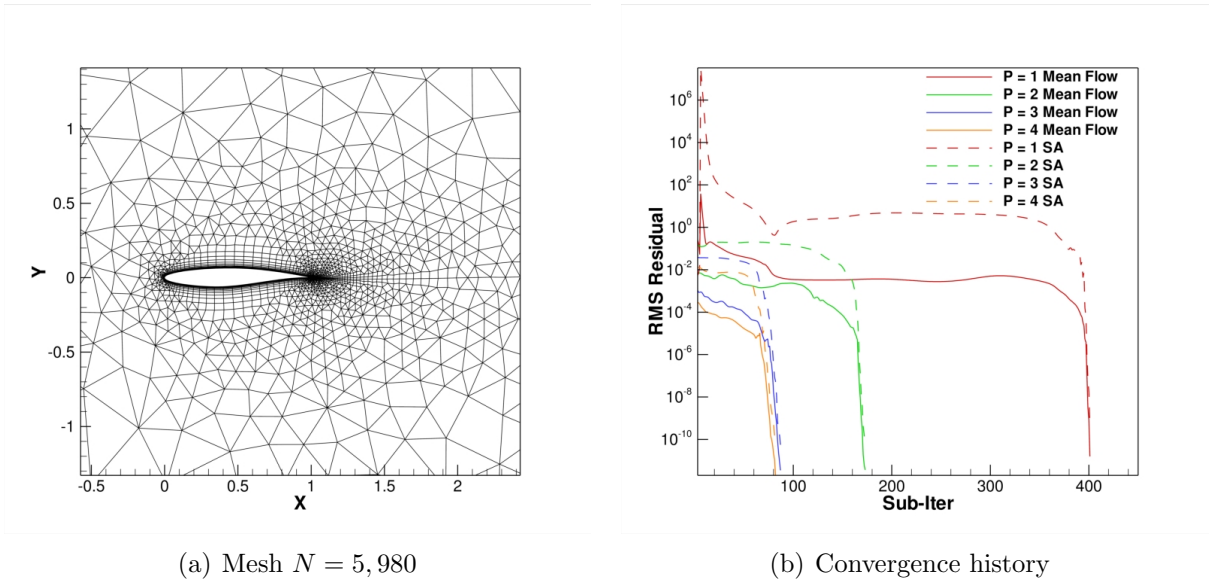 1
0.5
0
-0.5
-1
Y
-0.5 0 0.5 1 1.5 2
X
P = 1 Mean Flow
P = 2 Mean Flow
P = 3 Mean Flow
P = 4 Mean Flow
P = 1 SA
P = 2 SA
P = 3 SA
P = 4 SA
10^6
10^4
10^2
10^0
10^-2
10^-4
10^-6
10^-8
10^-10
RMS Residual
100 200 300 400
Sub-Iter
(a) Mesh N = 5, 980
(b) Convergence history